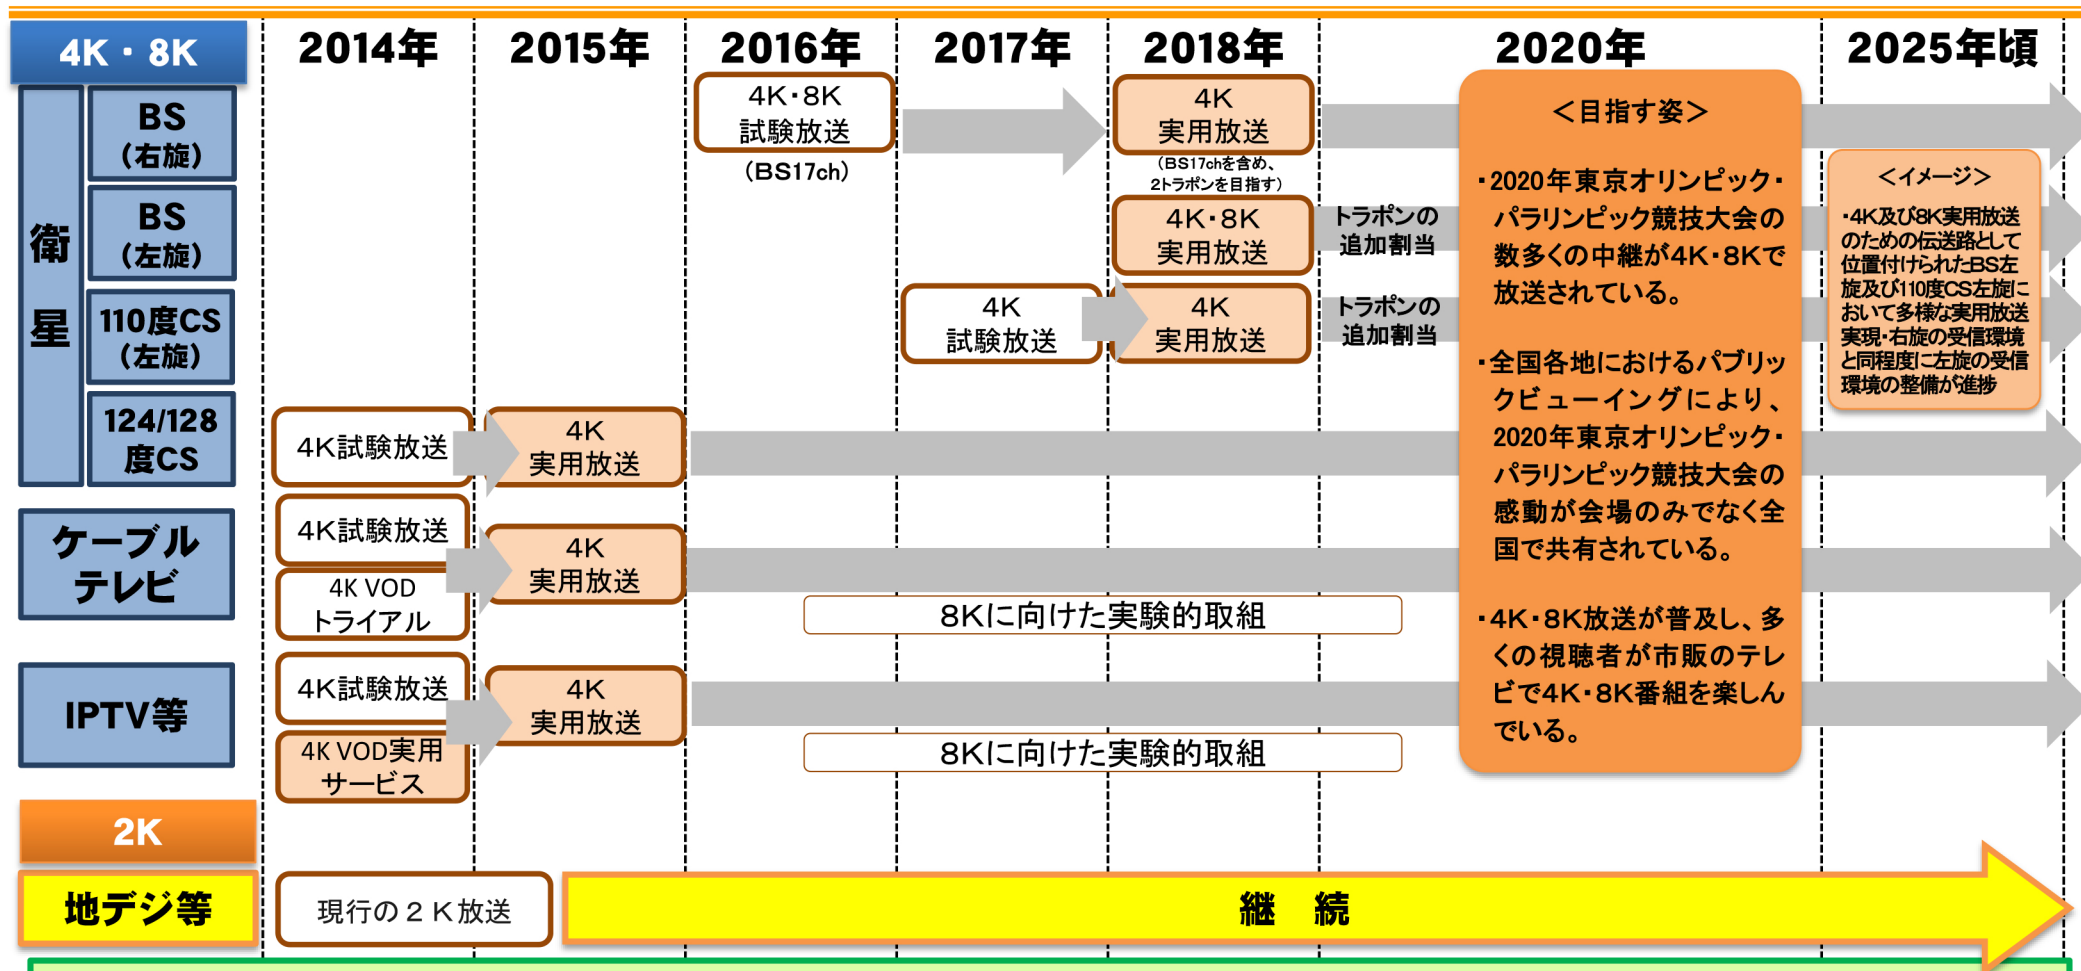 4K・8K
2014年
2015年
2016年
2017年
2018年
2020年
2025年頃
衛星
BS
(右旋)
4K・8K
試験放送
(BS17ch)
4K
実用放送
(BS17chを含め、
2トラポンを目指す)
BS
(左旋)
4K・8K
実用放送
トラポンの
追加割当
110度CS
(左旋)
4K
試験放送
4K
実用放送
トラポンの
追加割当
124/128
度CS
4K試験放送
4K
実用放送
ケーブル
テレビ
4K試験放送
4K VOD
トライアル
4K
実用放送
8Kに向けた実験的取組
IPTV等
4K試験放送
4K VOD実用
サービス
4K
実用放送
8Kに向けた実験的取組
＜目指す姿＞
・2020年東京オリンピック・
パラリンピック競技大会の
数多くの中継が4K・8Kで
放送されている。
・全国各地におけるパブリッ
クビューイングにより、
2020年東京オリンピック・
パラリンピック競技大会の
感動が会場のみでなく全
国で共有されている。
・4K・8K放送が普及し、多
くの視聴者が市販のテレ
ビで4K・8K番組を楽しん
でいる。
＜イメージ＞
・4K及び8K実用放送
のための伝送路として
位置付けられたBS左
旋及び110度CS左旋に
おいて多様な実用放送
実現・右旋の受信環境
と同程度に左旋の受信
環境の整備が進捗
2K
地デジ等
現行の２Ｋ放送
継　続